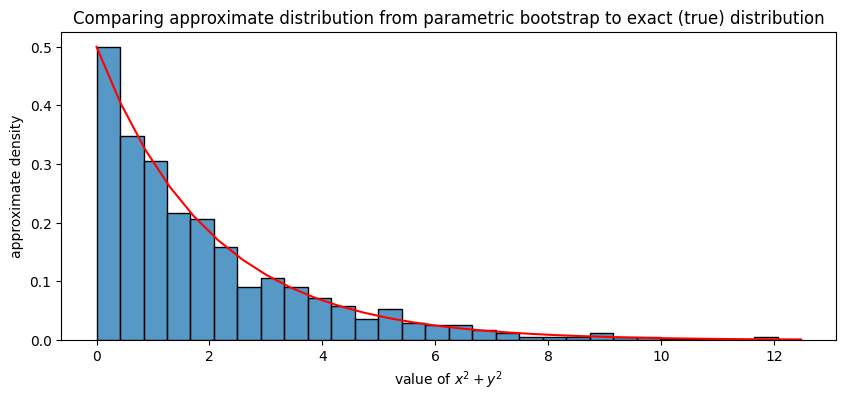 Comparing approximate distribution from parametric bootstrap to exact (true) distribution
approximate density
0.5
0.4
0.3
0.2
0.1
0.0
0 2 4 6 8 10 12
value of x² + y²